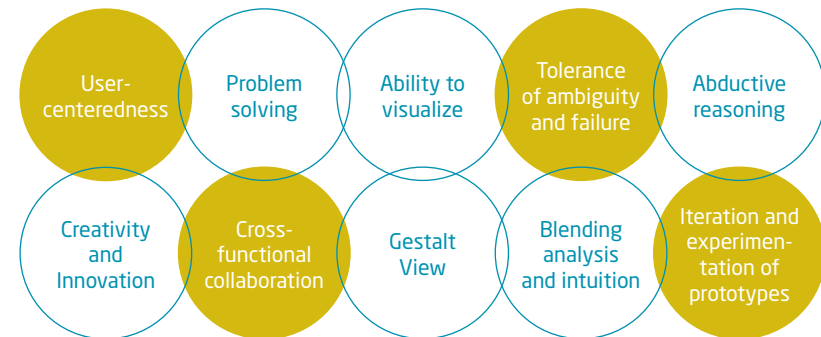 User-
centeredness
Problem
solving
Ability to
visualize
Tolerance
of ambiguity
and failure
Abductive
reasoning
Creativity
and
Innovation
Cross-
functional
collaboration
Gestalt
View
Blending
analysis
and intuition
Iteration and
experimen-
tation of
prototypes